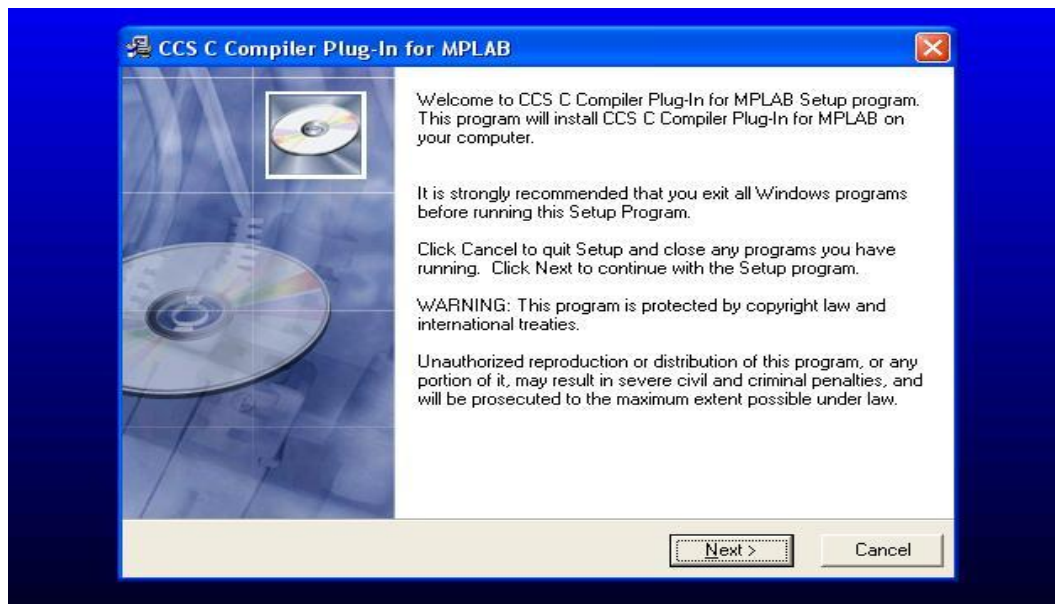 CCS C Compiler Plug-In for MPLAB
Welcome to CCS C Compiler Plug-In for MPLAB Setup program.
This program will install CCS C Compiler Plug-In for MPLAB on
your computer.
It is strongly recommended that you exit all Windows programs
before running this Setup Program.
Click Cancel to quit Setup and close any programs you have
running.  Click Next to continue with the Setup program.
WARNING: This program is protected by copyright law and
international treaties.
Unauthorized reproduction or distribution of this program, or any
portion of it, may result in severe civil and criminal penalties, and
will be prosecuted to the maximum extent possible under law.
Next >
Cancel